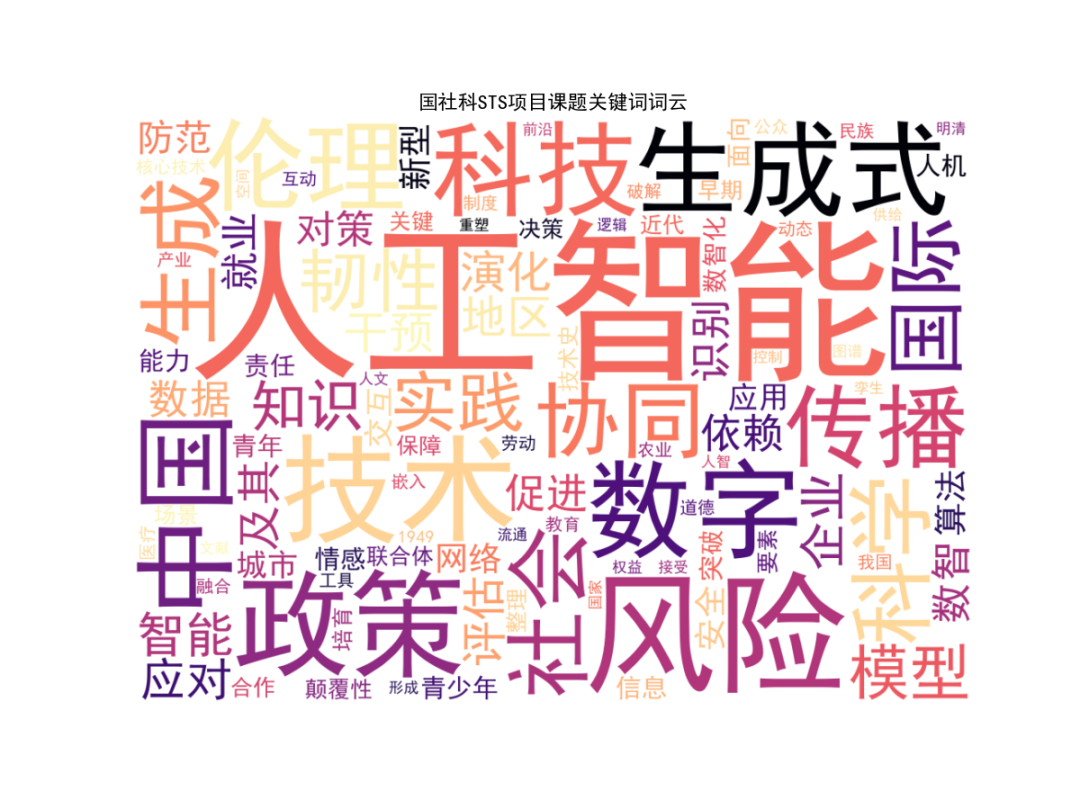 国社科STS项目课题关键词词云
防范
伦理
新型
科技
前沿
生成式
面向
公众
民族
明清
核心技术
空间
互动
制度
破解
早期
人机
生成
产业
就业
对策
关键
重塑
决策
逻辑
近代
数智化
动态
供给
国际
人工智能
韧性
演化
干预
地区
技术史
识别
控制
图谱
能力
责任
人文
孪生
数据
知识
交互
实践
协同
应用
依赖
传播
中国
青年
及其
技术
保障
劳动
嵌入
农业
人智
数字
道德
企业
科学
算法
促进
场景
医疗
文献
1949
流通
教育
安全
突破
要素
我国
数智
城市
情感
联合体
网络
社会
权益
接受
融合
工具
国家
智能
政策
培育
评估
整理
风险
模型
应对
合作
颠覆性
形成
青少年
信息